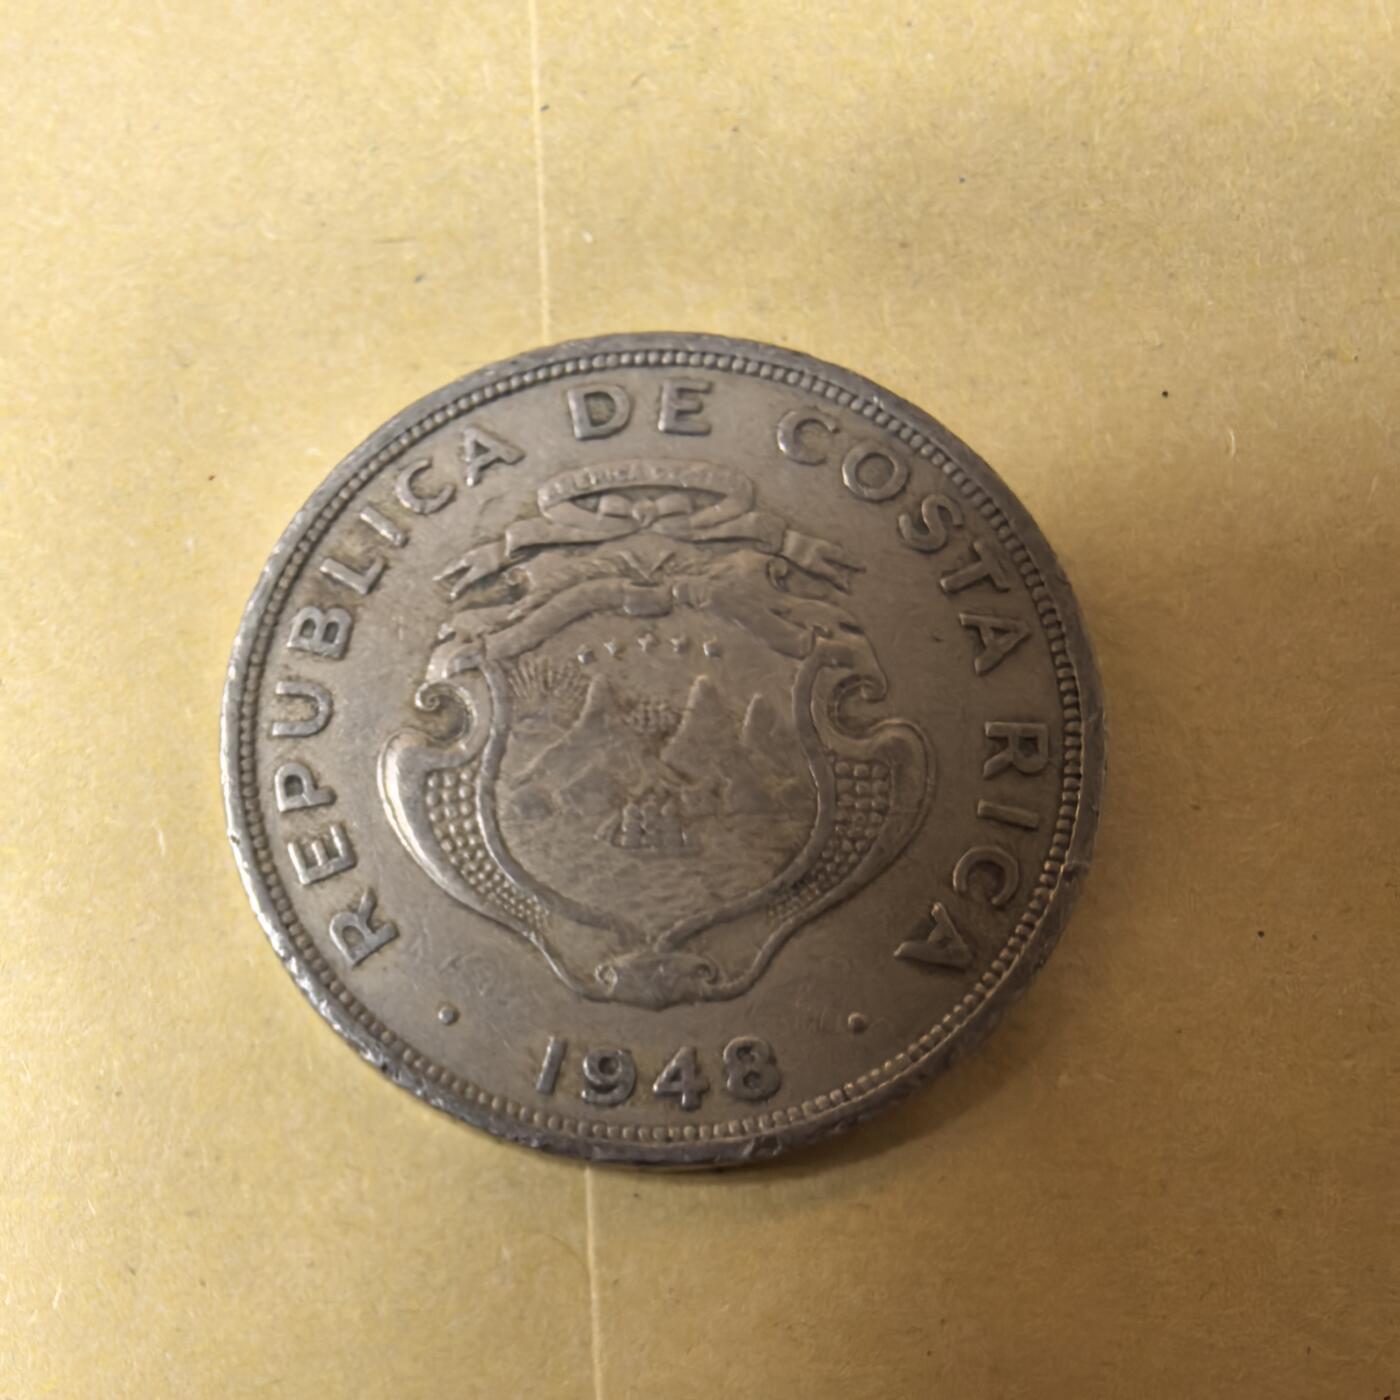 REPUBLICA DE COSTA RICA
1948